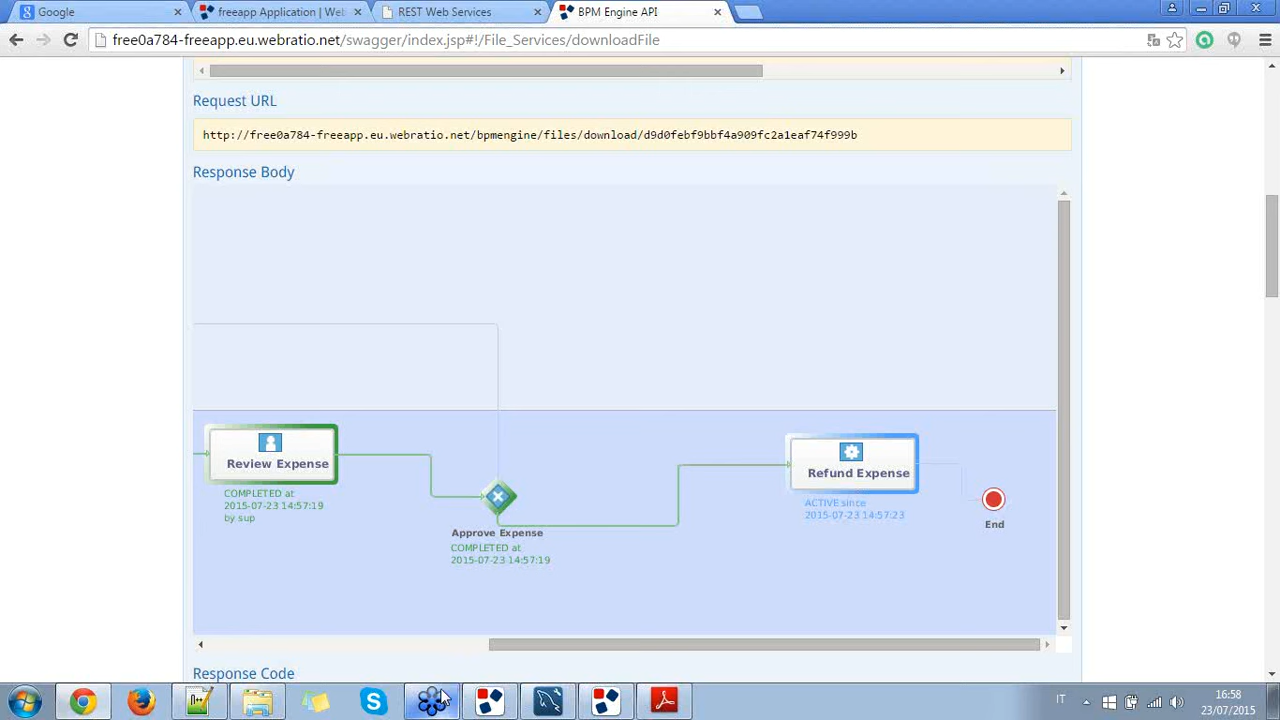 Google
freeapp Application | Web
REST Web Services
BPM Engine API
free0a784-freeapp.eu.webratio.net/swagger/index.jsp#!/File_Services/downloadFile
Request URL
http://free0a784-freeapp.eu.webratio.net/bpmengine/files/download/d9d0febf9bbf4a909fc2a1eaf74f999b
Response Body
Review Expense
COMPLETED at
2015-07-23 14:57:19
by sup
Approve Expense
COMPLETED at
2015-07-23 14:57:19
Refund Expense
ACTIVE since
2015-07-23 14:57:23
End
Response Code
IT
16:58
23/07/2015